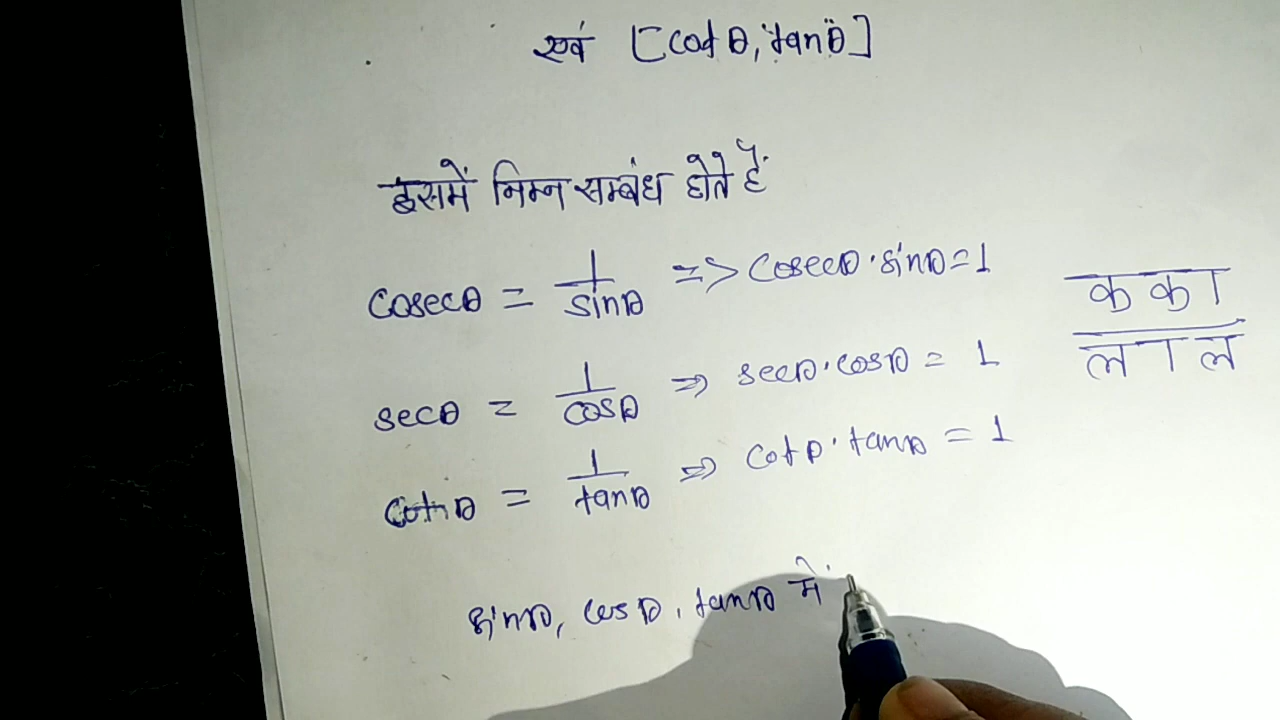 एवं [cotθ, tanθ]
इसमें निम्न सम्बंध होते हैं
cosecθ = 1/sinθ => cosecθ·sinθ=1
secθ = 1/cosθ => secθ·cosθ = 1
cotθ = 1/tanθ => cotθ·tanθ = 1
क का
ल ा ल
sinθ, cosθ, tanθ में